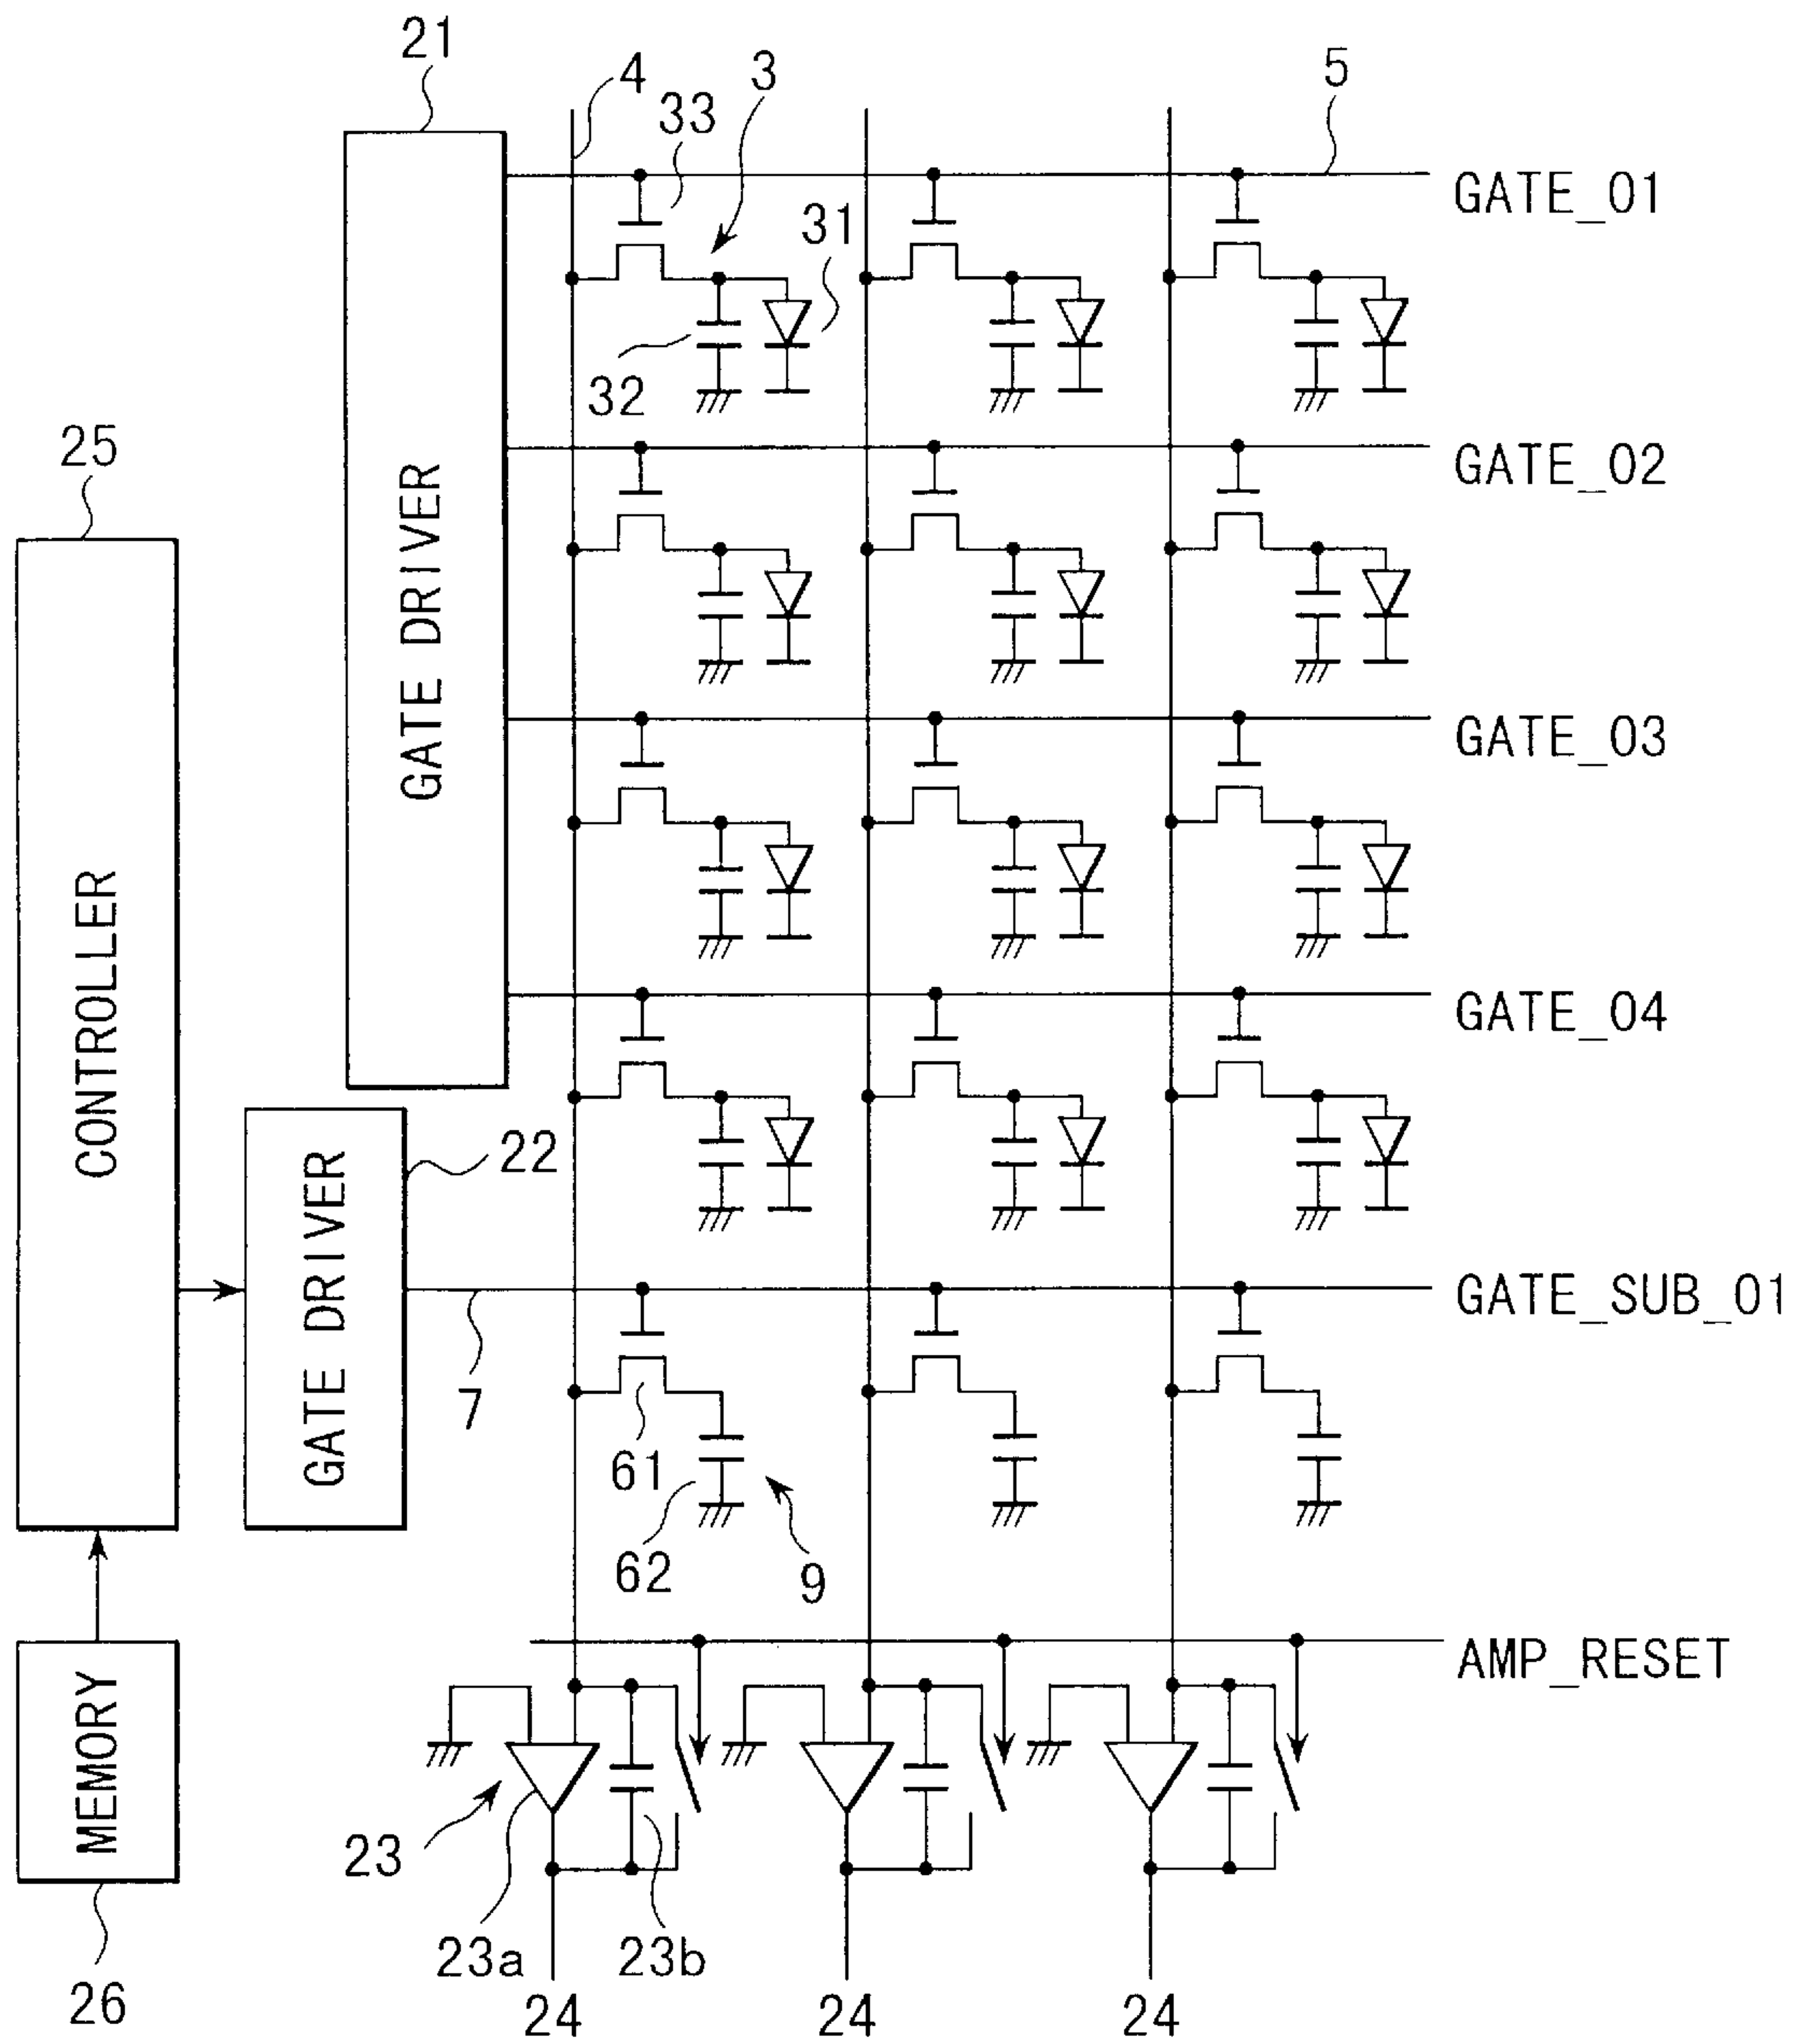 21
4
3
5
33
GATE_01
31
32
25
GATE_02
GATE DRIVER
GATE_03
CONTROLLER
GATE_04
22
GATE DRIVER
GATE_SUB_01
7
61
62
9
AMP_RESET
MEMORY
23
23a
23b
26
24
24
24